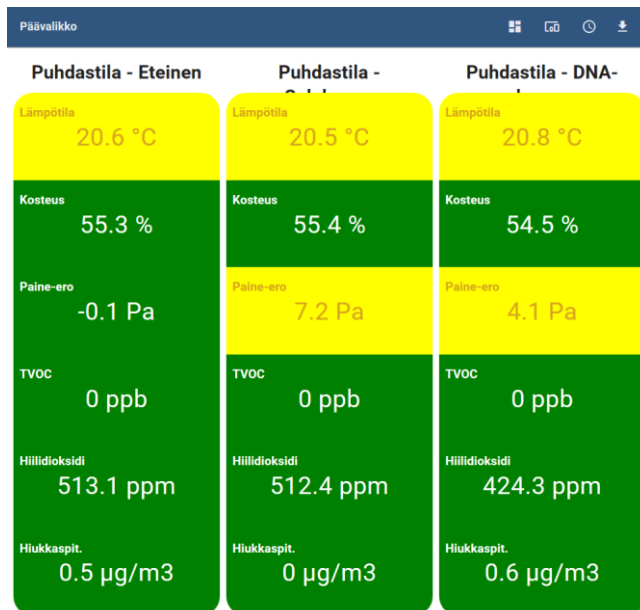 Päävalikko
Puhdastila - Eteinen
Lämpötila
20.6 °C
Kosteus
55.3 %
Paine-ero
-0.1 Pa
TVOC
0 ppb
Hiilidioksidi
513.1 ppm
Hiukkaspit.
0.5 µg/m3
Puhdastila -
Lämpötila
20.5 °C
Kosteus
55.4 %
Paine-ero
7.2 Pa
TVOC
0 ppb
Hiilidioksidi
512.4 ppm
Hiukkaspit.
0 µg/m3
Puhdastila - DNA-
Lämpötila
20.8 °C
Kosteus
54.5 %
Paine-ero
4.1 Pa
TVOC
0 ppb
Hiilidioksidi
424.3 ppm
Hiukkaspit.
0.6 µg/m3